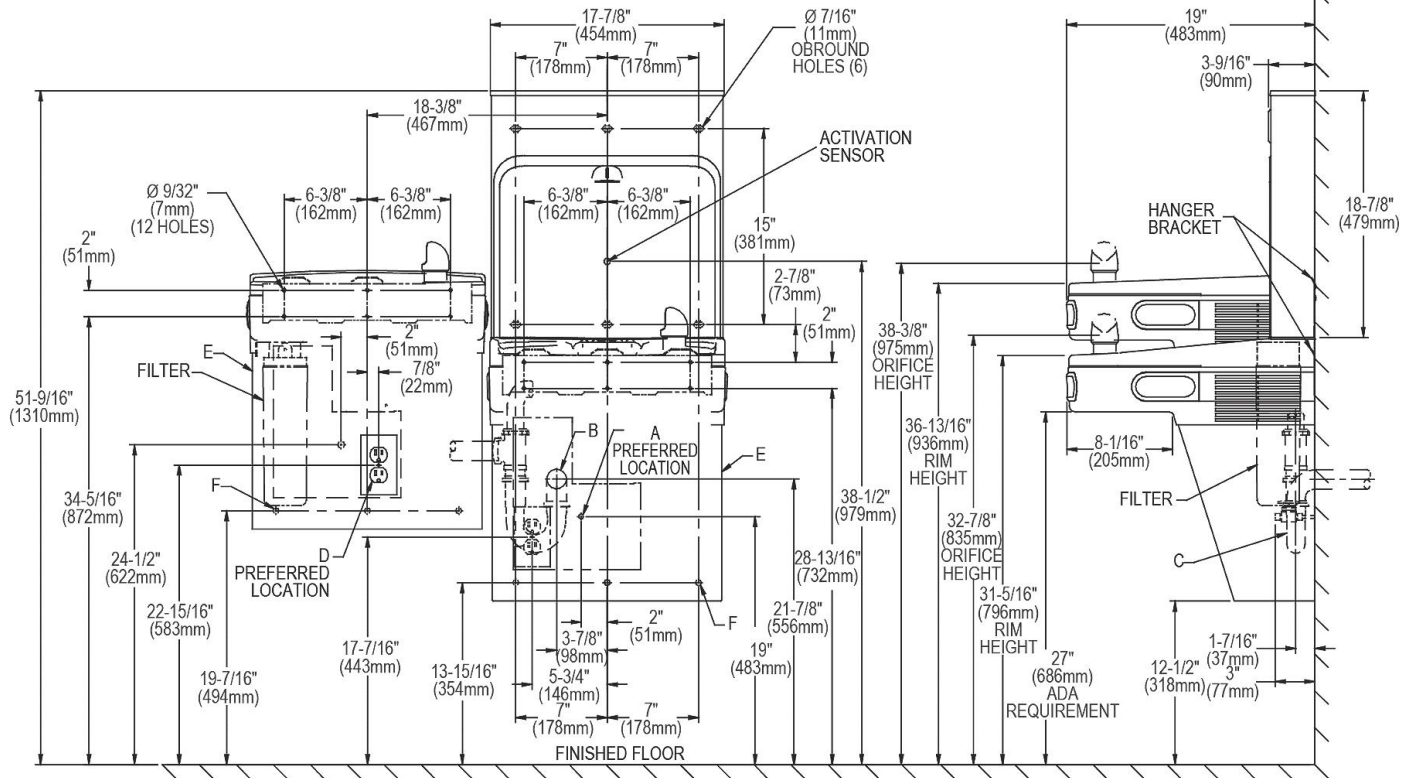 17-7/8"
(454mm)
7"
(178mm)
7"
(178mm)
Ø 7/16"
(11mm)
OBROUND
HOLES (6)
19"
(483mm)
3-9/16"
(90mm)
18-3/8"
(467mm)
ACTIVATION
SENSOR
Ø 9/32"
(7mm)
(12 HOLES)
6-3/8"
(162mm)
6-3/8"
(162mm)
6-3/8"
(162mm)
6-3/8"
(162mm)
15"
(381mm)
HANGER
BRACKET
18-7/8"
(479mm)
2"
(51mm)
2-7/8"
(73mm)
2"
(51mm)
2"
(51mm)
7/8"
(22mm)
E
FILTER
38-3/8"
(975mm)
ORIFICE
HEIGHT
51-9/16"
(1310mm)
36-13/16"
(936mm)
RIM
HEIGHT
8-1/16"
(205mm)
B
A
PREFERRED
LOCATION
E
34-5/16"
(872mm)
F
38-1/2"
(979mm)
FILTER
32-7/8"
(835mm)
ORIFICE
HEIGHT
24-1/2"
(622mm)
D
PREFERRED
LOCATION
28-13/16"
(732mm)
C
22-15/16"
(583mm)
21-7/8"
(556mm)
31-5/16"
(796mm)
RIM
HEIGHT
F
2"
(51mm)
17-7/16"
(443mm)
3-7/8"
(98mm)
19"
(483mm)
1-7/16"
(37mm)
3"
(77mm)
19-7/16"
(494mm)
13-15/16"
(354mm)
5-3/4"
(146mm)
27"
(686mm)
ADA
REQUIREMENT
12-1/2"
(318mm)
7"
(178mm)
7"
(178mm)
FINISHED FLOOR